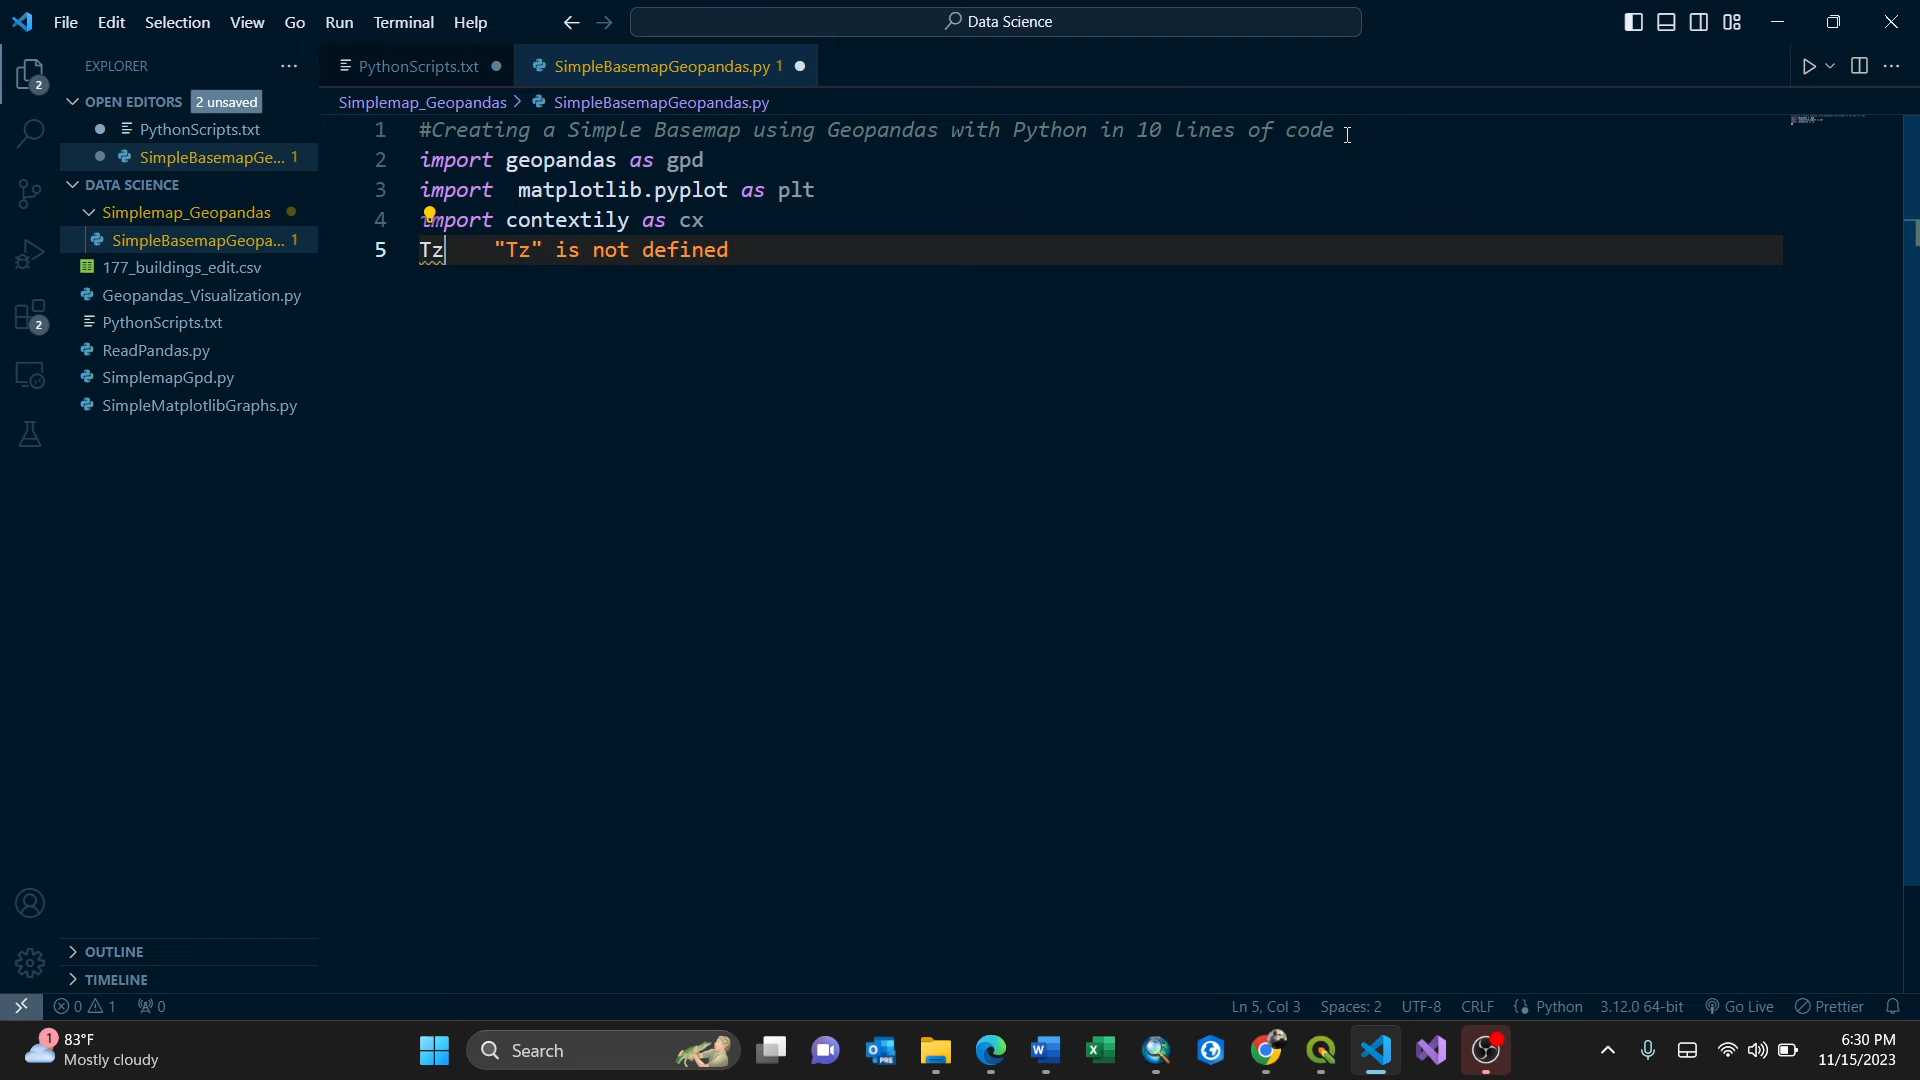 File Edit Selection View Go Run Terminal Help
Data Science
EXPLORER
OPEN EDITORS 2 unsaved
PythonScripts.txt
SimpleBasemapGe... 1
DATA SCIENCE
Simplemap_Geopandas
SimpleBasemapGeopa... 1
177_buildings_edit.csv
Geopandas_Visualization.py
PythonScripts.txt
ReadPandas.py
SimplemapGpd.py
SimpleMatplotlibGraphs.py
OUTLINE
TIMELINE
2
2
PythonScripts.txt
SimpleBasemapGeopandas.py 1
Simplemap_Geopandas > SimpleBasemapGeopandas.py
1 #Creating a Simple Basemap using Geopandas with Python in 10 lines of code
2 import geopandas as gpd
3 import  matplotlib.pyplot as plt
4 import contextily as cx
5 Tz "Tz" is not defined
0 1 0
Ln 5, Col 3 Spaces: 2 UTF-8 CRLF {} Python 3.12.0 64-bit Go Live Prettier
1 83°F
Mostly cloudy
Search
PRE
6:30 PM
11/15/2023